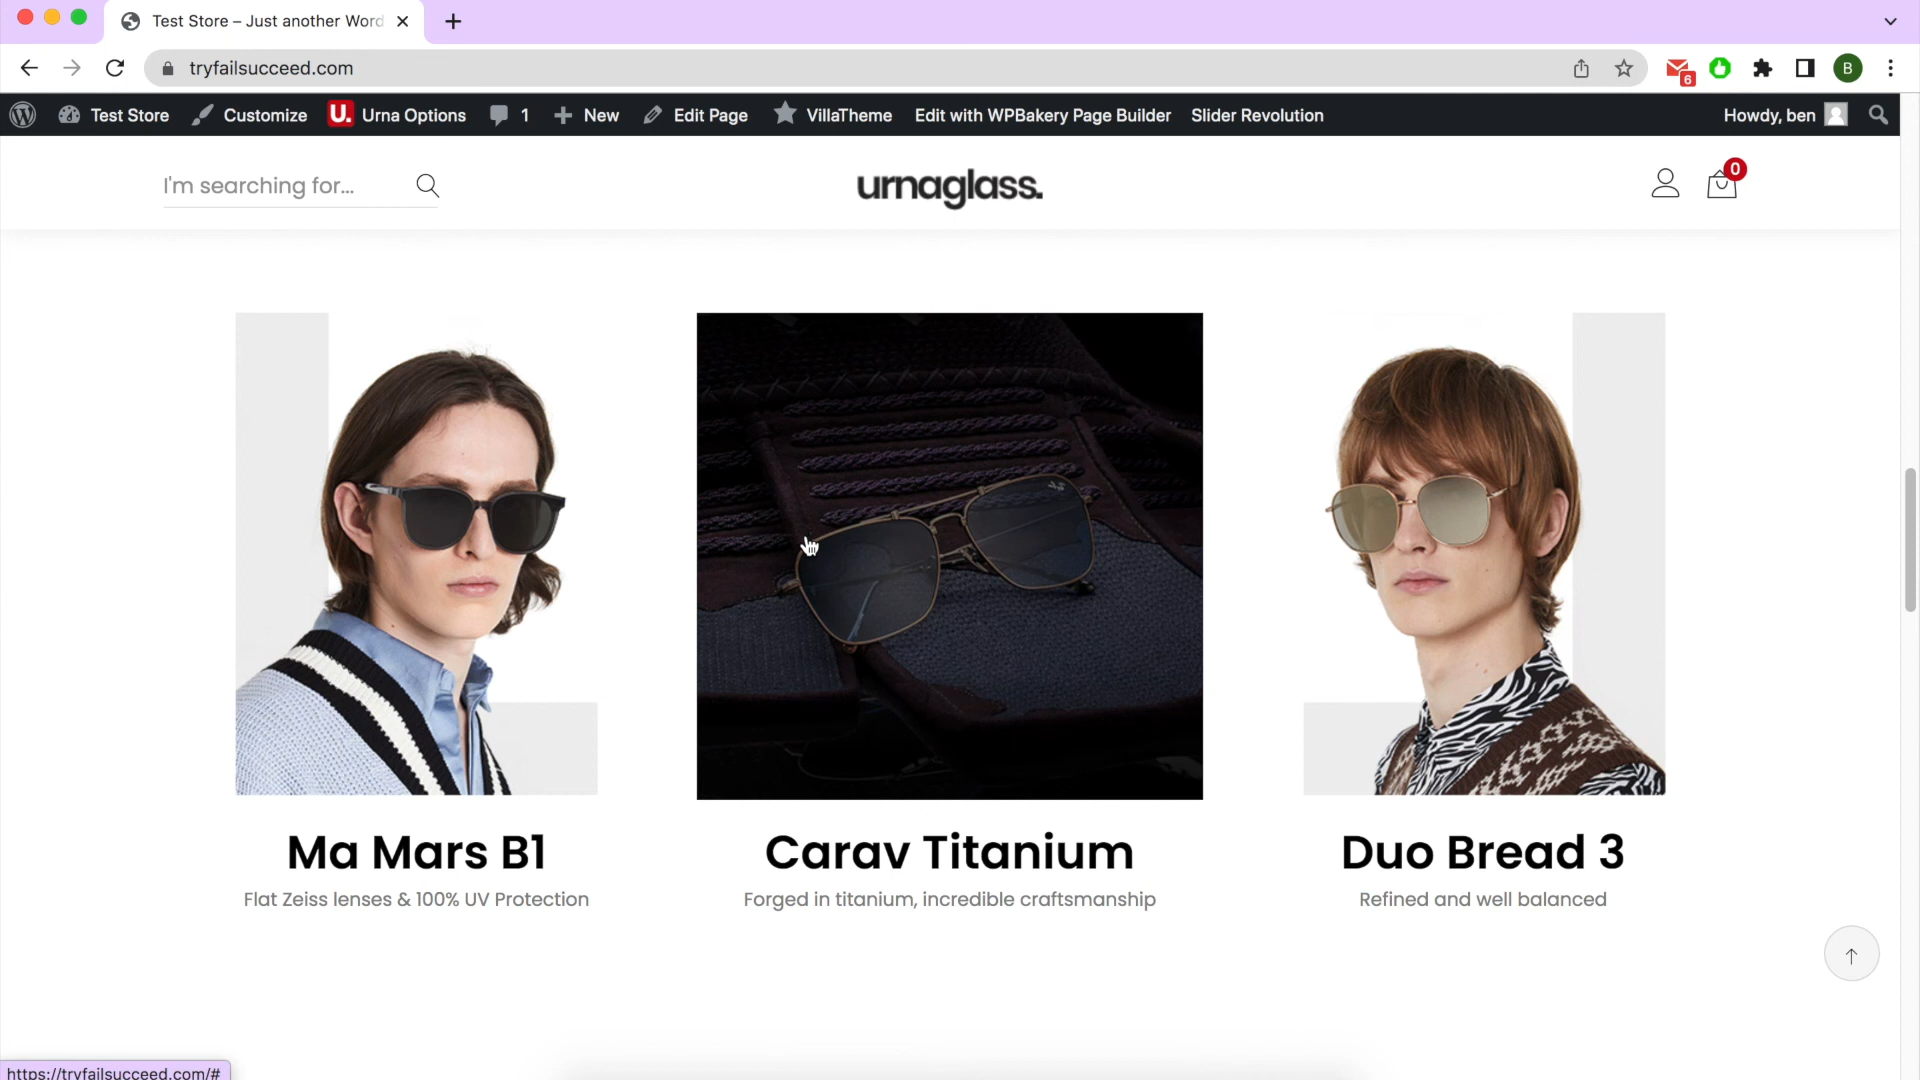 Test Store – Just another Word
tryfailsucceed.com
6
B
Test Store
Customize
U.
Urna Options
1
New
Edit Page
VillaTheme
Edit with WPBakery Page Builder
Slider Revolution
Howdy, ben
I'm searching for...
urnaglass.
0
Ma Mars B1
Carav Titanium
Duo Bread 3
Flat Zeiss lenses & 100% UV Protection
Forged in titanium, incredible craftsmanship
Refined and well balanced
https://tryfailsucceed.com/#